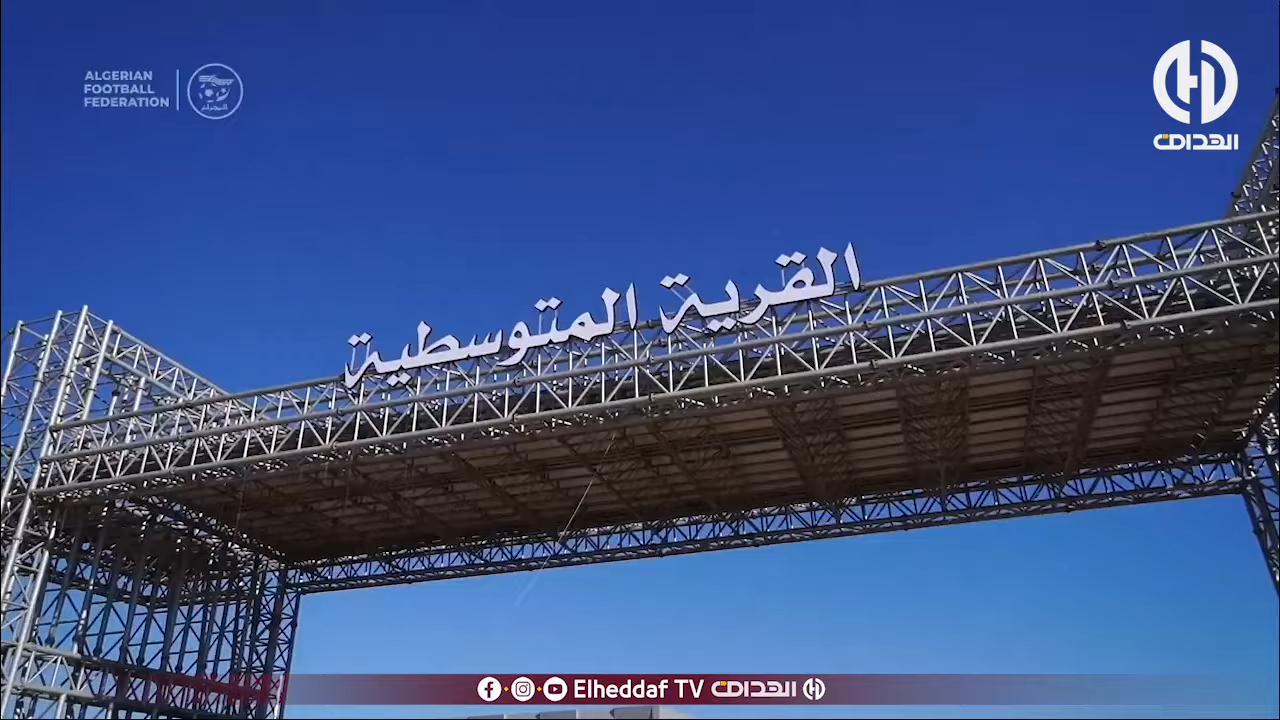 ALGERIAN
FOOTBALL
FEDERATION
الهداف
القرية المتوسطية
Elheddaf TV الهداف